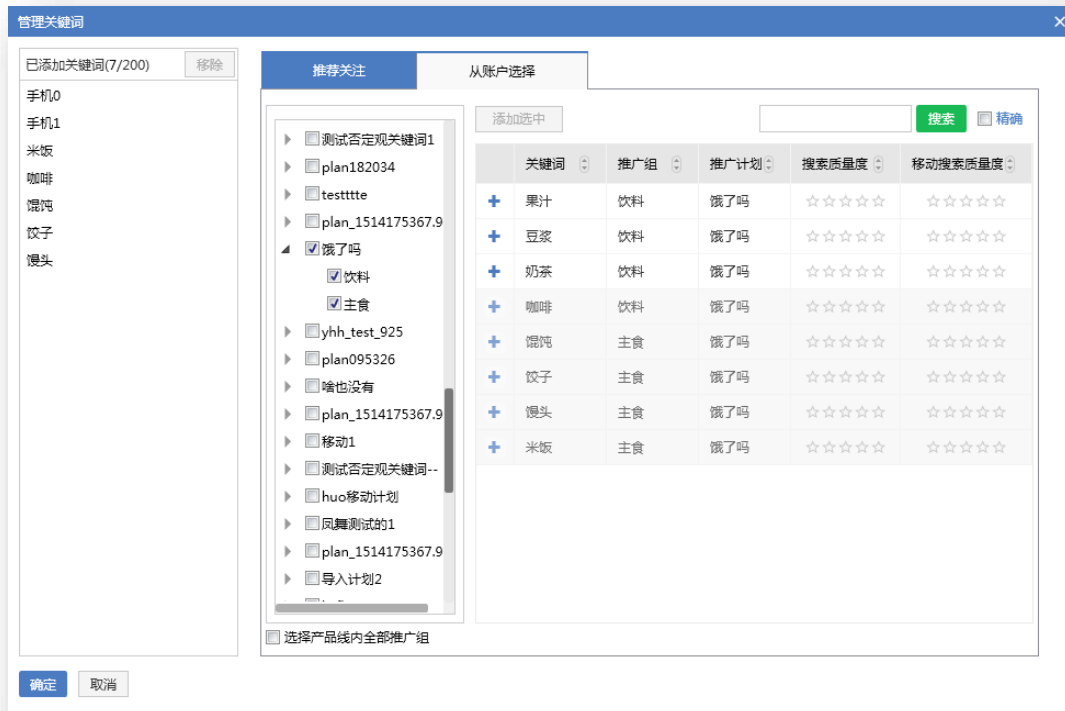 管理关键词
已添加关键词(7/200) 移除
手机0
手机1
米饭
咖啡
馄饨
饺子
馒头
推荐关注 从账户选择
测试否定观关键词1
plan182034
testttte
plan_1514175367.9
饿了吗
饮料
主食
yhh_test_925
plan095326
啥也没有
plan_1514175367.9
移动1
测试否定观关键词--
huo移动计划
凤舞测试的1
plan_1514175367.9
导入计划2
选择产品线内全部推广组
添加选中 搜索 精确
关键词 推广组 推广计划 搜索质量度 移动搜索质量度
果汁 饮料 饿了吗
豆浆 饮料 饿了吗
奶茶 饮料 饿了吗
咖啡 饮料 饿了吗
馄饨 主食 饿了吗
饺子 主食 饿了吗
馒头 主食 饿了吗
米饭 主食 饿了吗
确定 取消